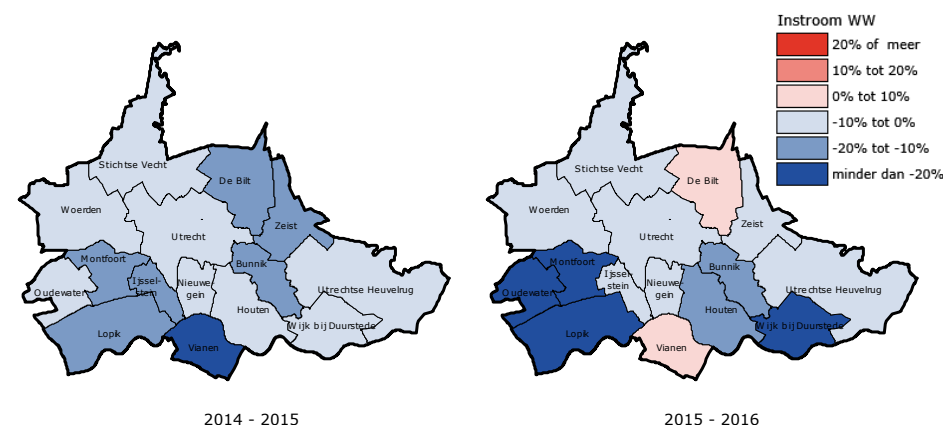 Instroom WW
20% of meer
10% tot 20%
0% tot 10%
-10% tot 0%
-20% tot -10%
minder dan -20%
Stichtse Vecht
De Bilt
Woerden
Zeist
Utrecht
Montfoort
Bunnik
Ijssel-
stein
Nieuwe-
gein
Oudewater
Utrechtse Heuvelrug
Houten
Lopik
Wijk bij Duurstede
Vianen
2014 - 2015
Stichtse Vecht
De Bilt
Woerden
Zeist
Utrecht
Montfoort
Bunnik
Ijssel-
stein
Nieuwe-
gein
Oudewater
Utrechtse Heuvelrug
Houten
Lopik
Wijk bij Duurstede
Vianen
2015 - 2016